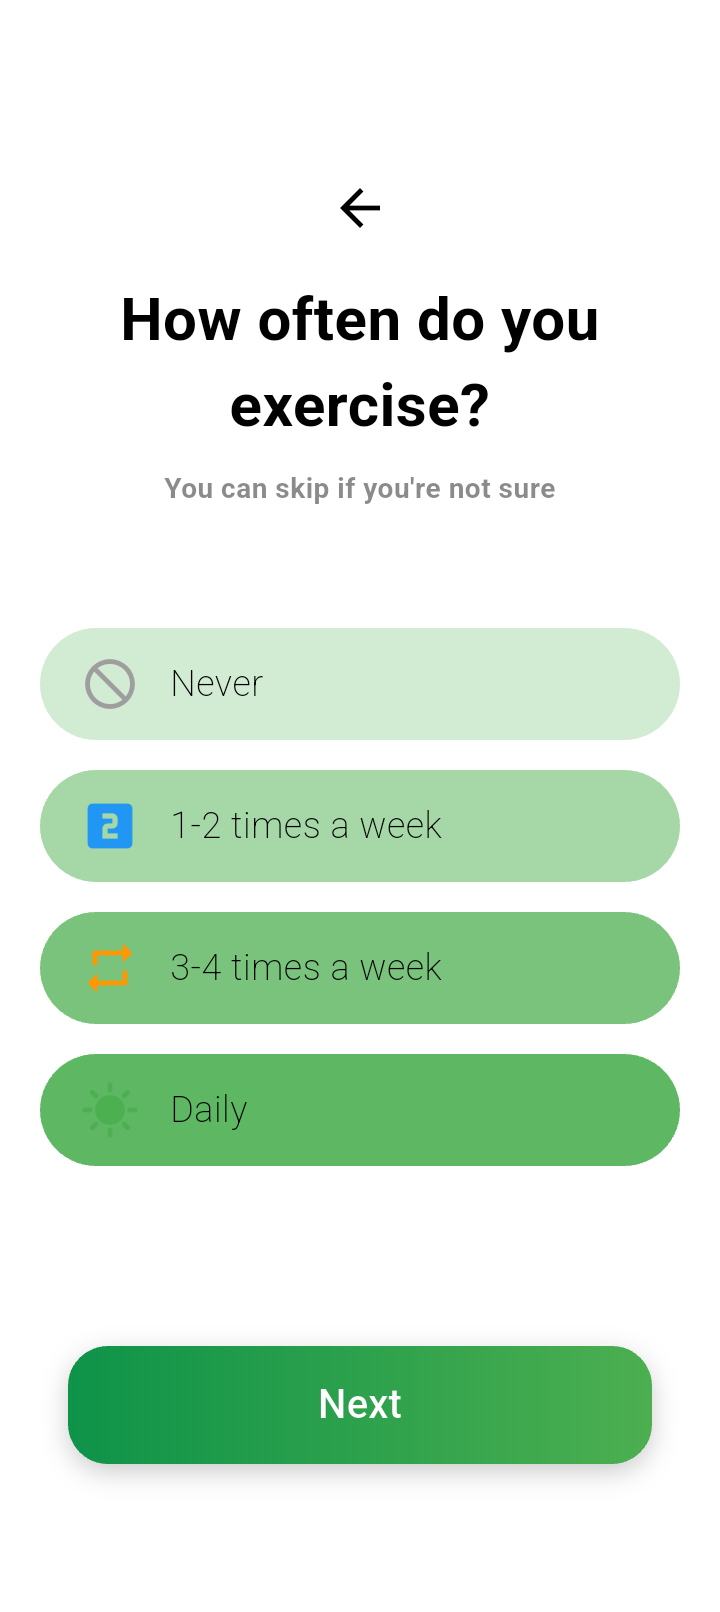 How often do you
exercise?
You can skip if you're not sure
Never
2
1-2 times a week
3-4 times a week
Daily
Next